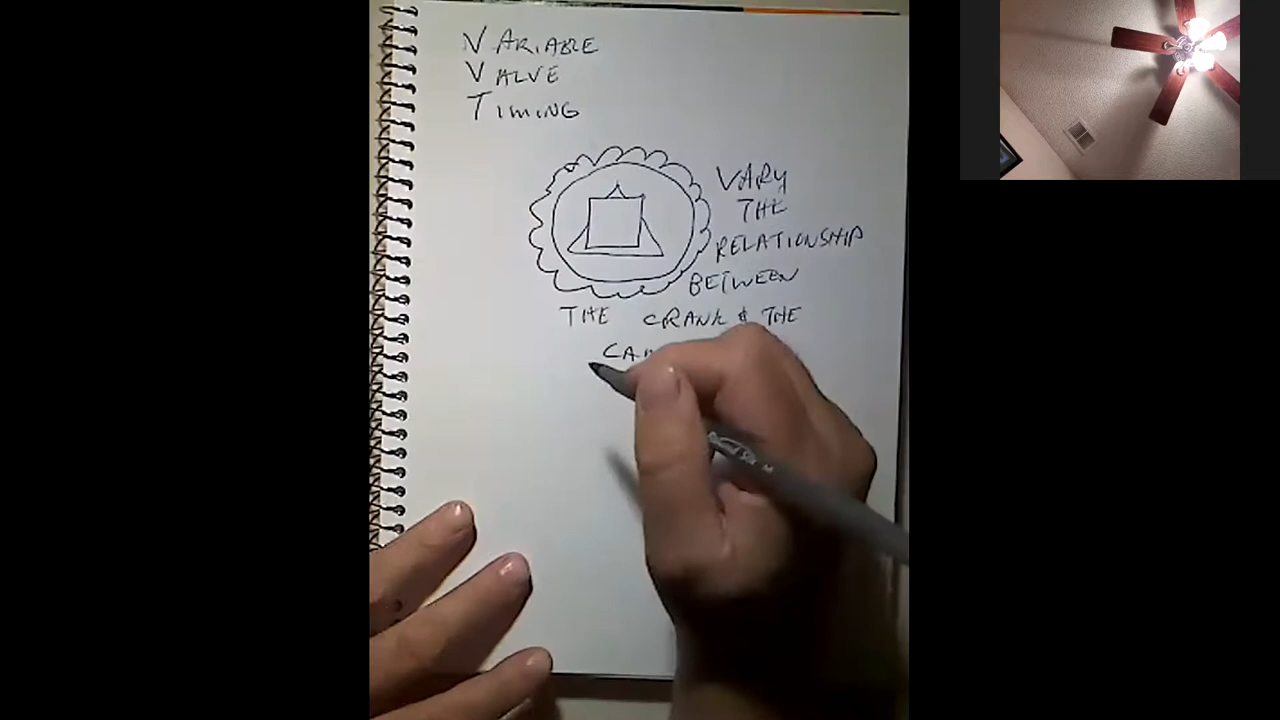 VARIABLE
VALVE
TIMING
VARY
THE
RELATIONSHIP
BETWEEN
THE CRANK & THE